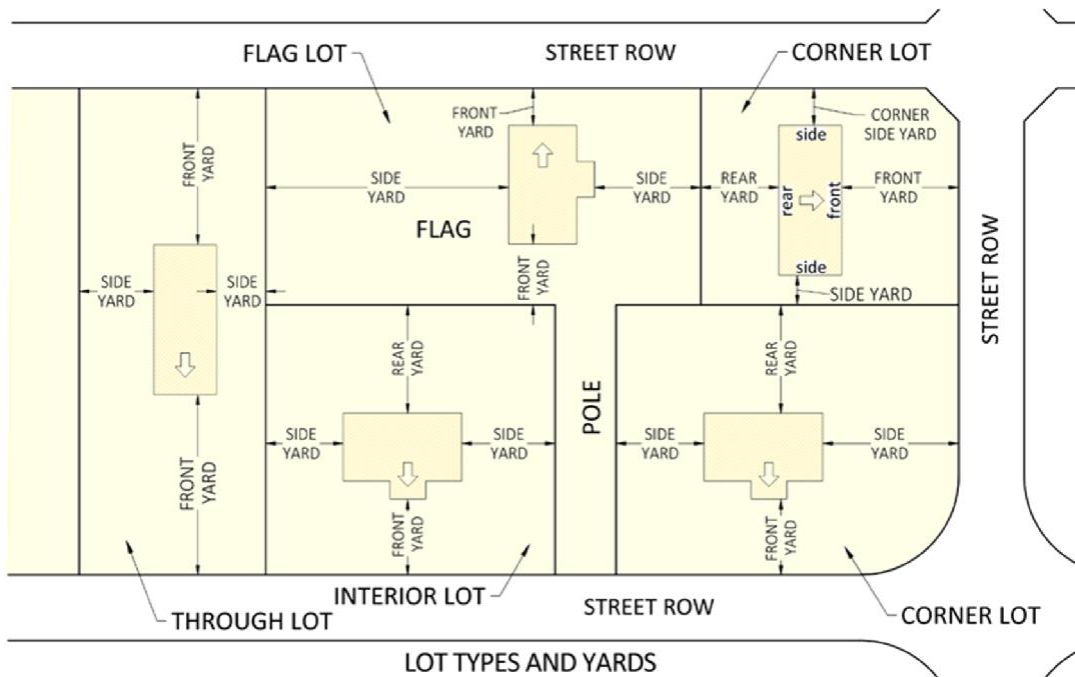 FLAG LOT
STREET ROW
CORNER LOT
FRONT
YARD
FRONT
YARD
CORNER
SIDE YARD
side
SIDE
YARD
SIDE
YARD
REAR
YARD
rear
front
FRONT
YARD
FLAG
side
SIDE
YARD
SIDE
YARD
FRONT
YARD
SIDE YARD
STREET ROW
REAR
YARD
REAR
YARD
POLE
SIDE
YARD
SIDE
YARD
SIDE
YARD
SIDE
YARD
FRONT
YARD
FRONT
YARD
FRONT
YARD
INTERIOR LOT
STREET ROW
THROUGH LOT
CORNER LOT
LOT TYPES AND YARDS